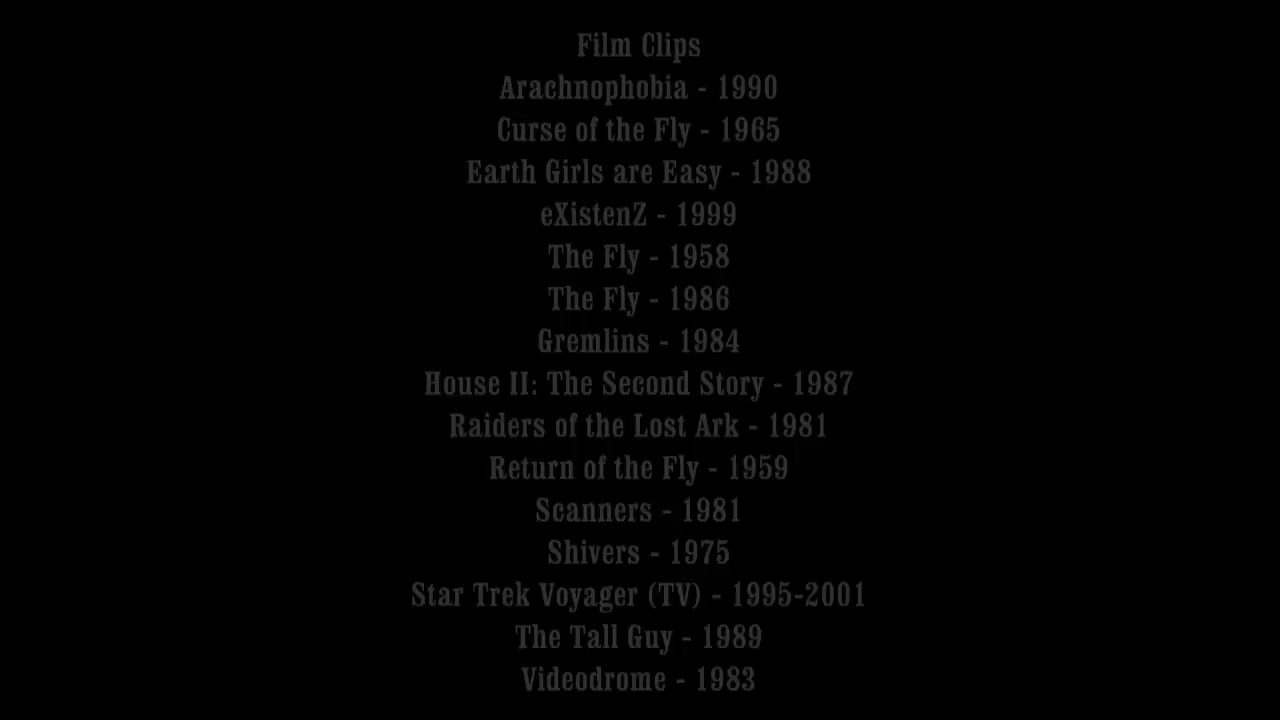 Film Clips
Arachnophobia - 1990
Curse of the Fly - 1965
Earth Girls are Easy - 1988
eXistenZ - 1999
The Fly - 1958
The Fly - 1986
Gremlins - 1984
House II: The Second Story - 1987
Raiders of the Lost Ark - 1981
Return of the Fly - 1959
Scanners - 1981
Shivers - 1975
Star Trek Voyager (TV) - 1995-2001
The Tall Guy - 1989
Videodrome - 1983